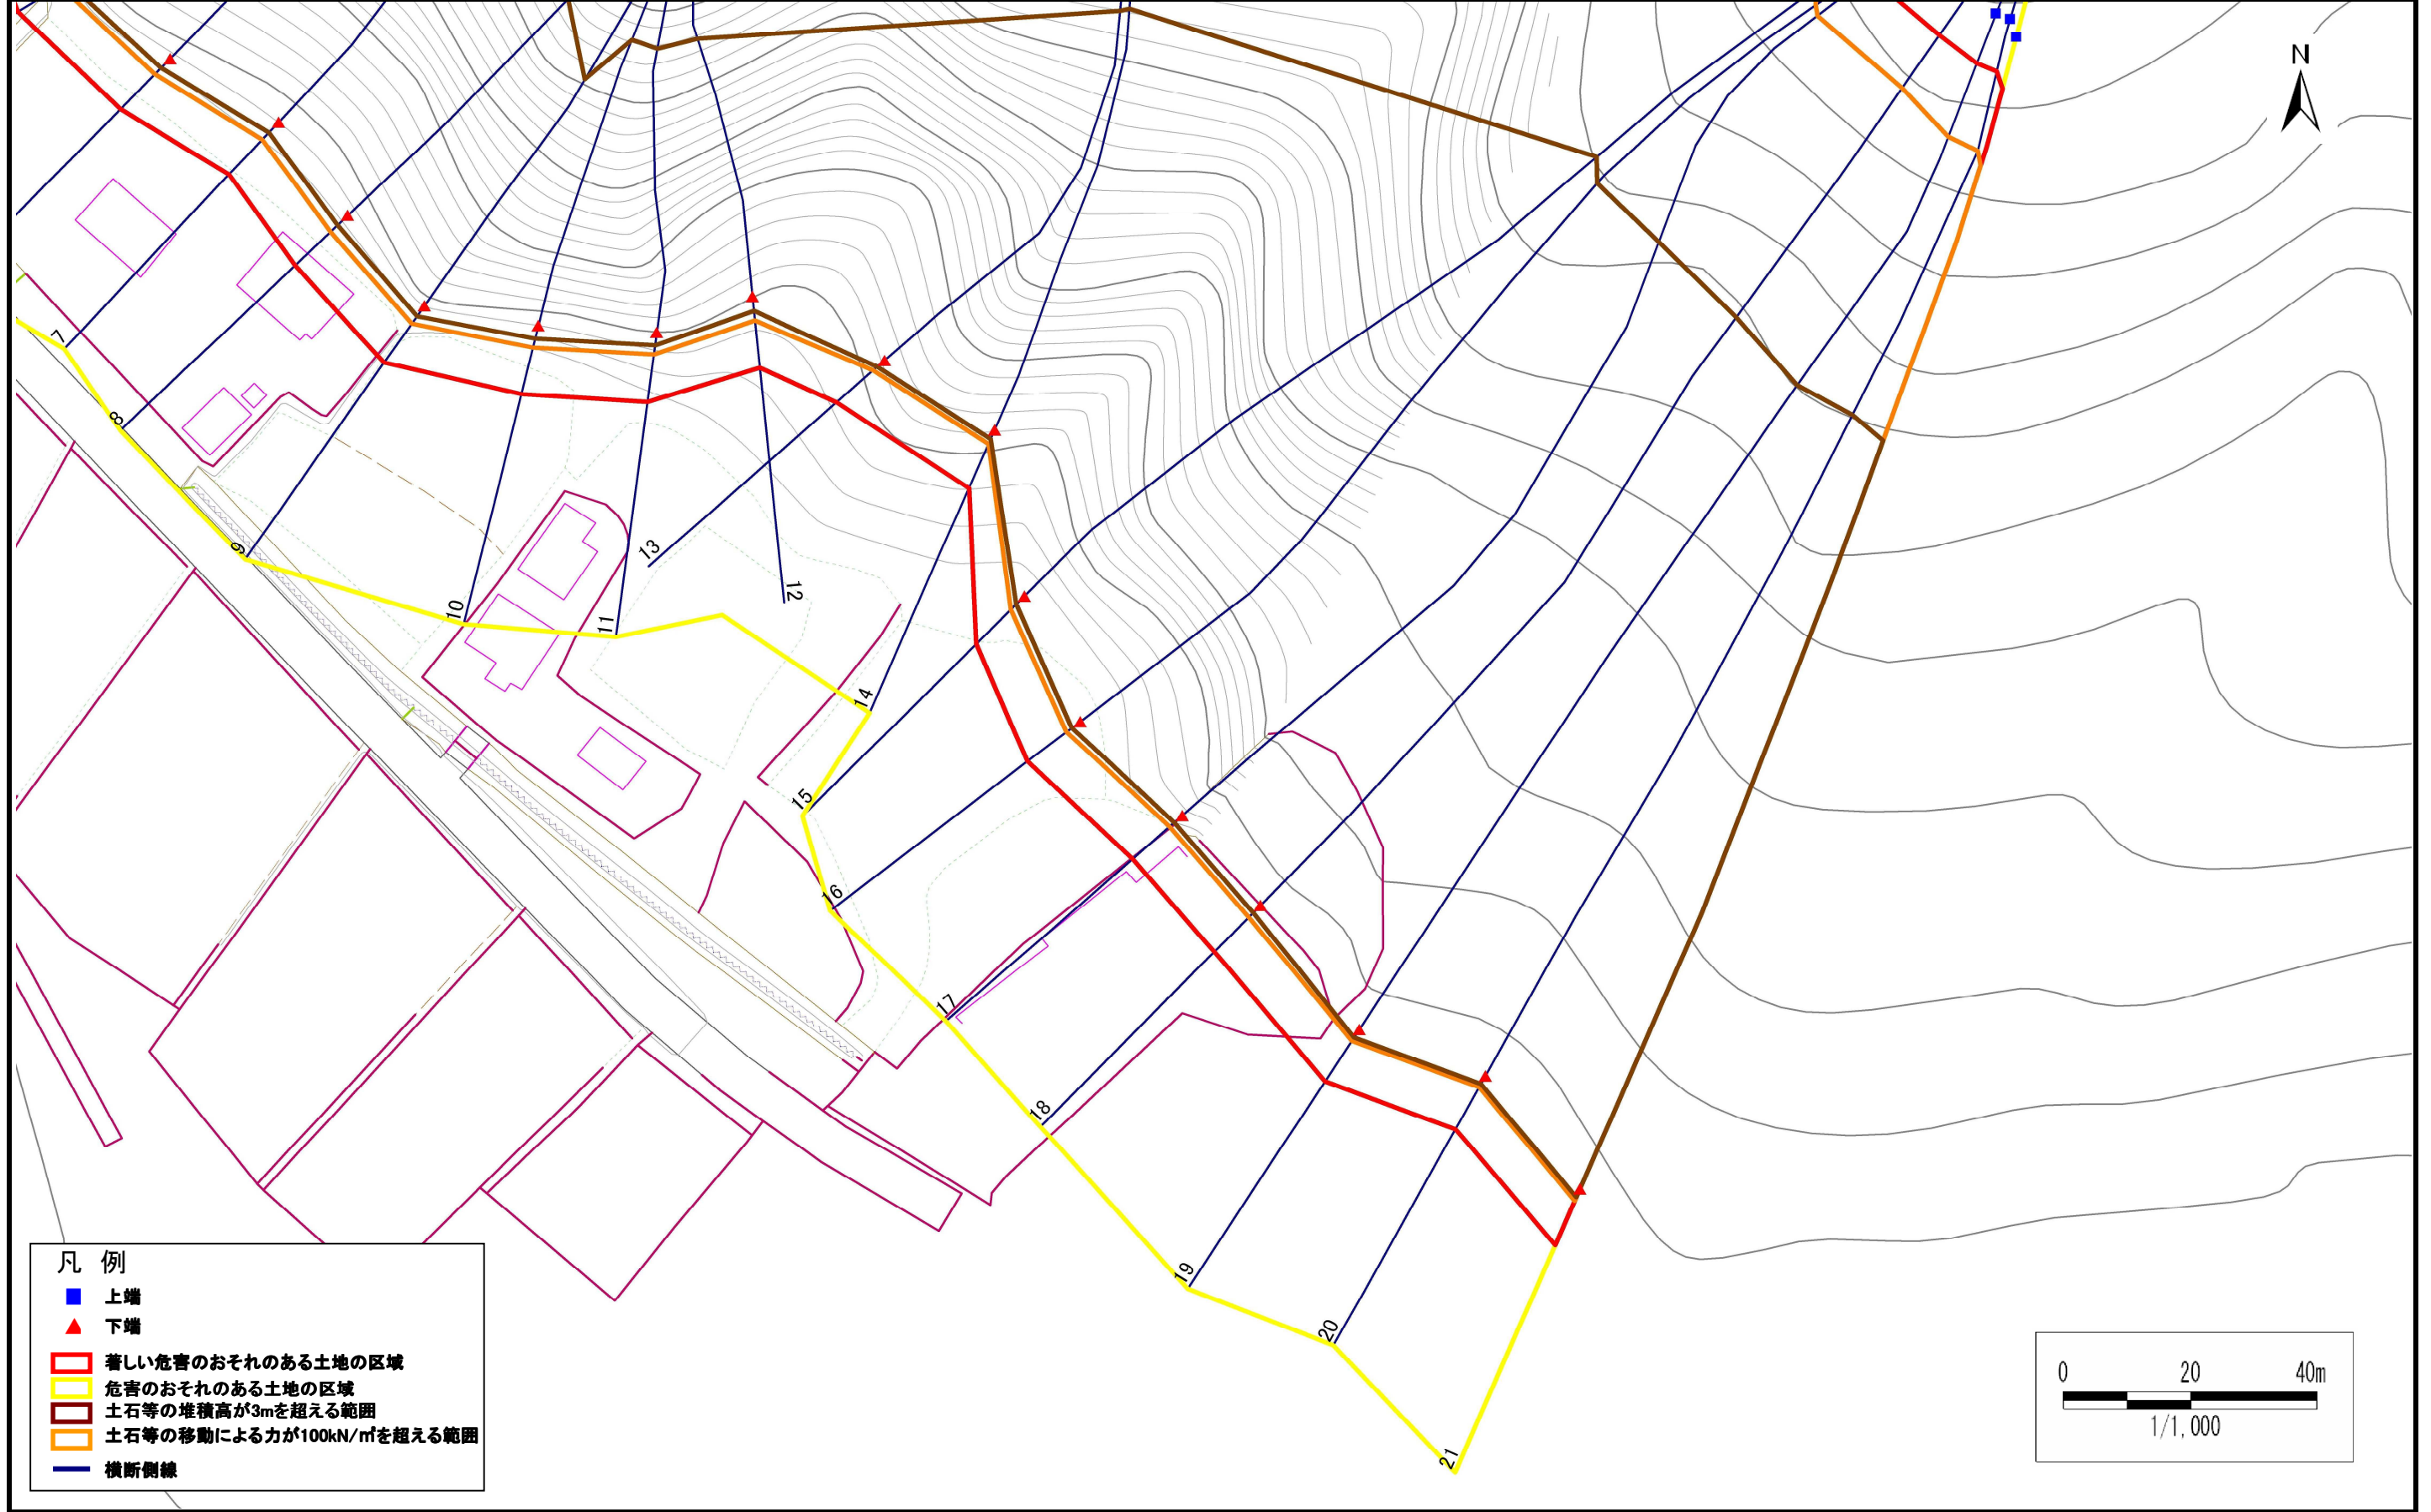 N
7
8
9
10
11
13
12
14
15
16
17
18
19
20
21
凡 例
上端
下端
著しい危害のおそれのある土地の区域
危害のおそれのある土地の区域
土石等の堆積高が3mを超える範囲
土石等の移動による力が100kN/㎡を超える範囲
横断側線
0 20 40m
1/1,000